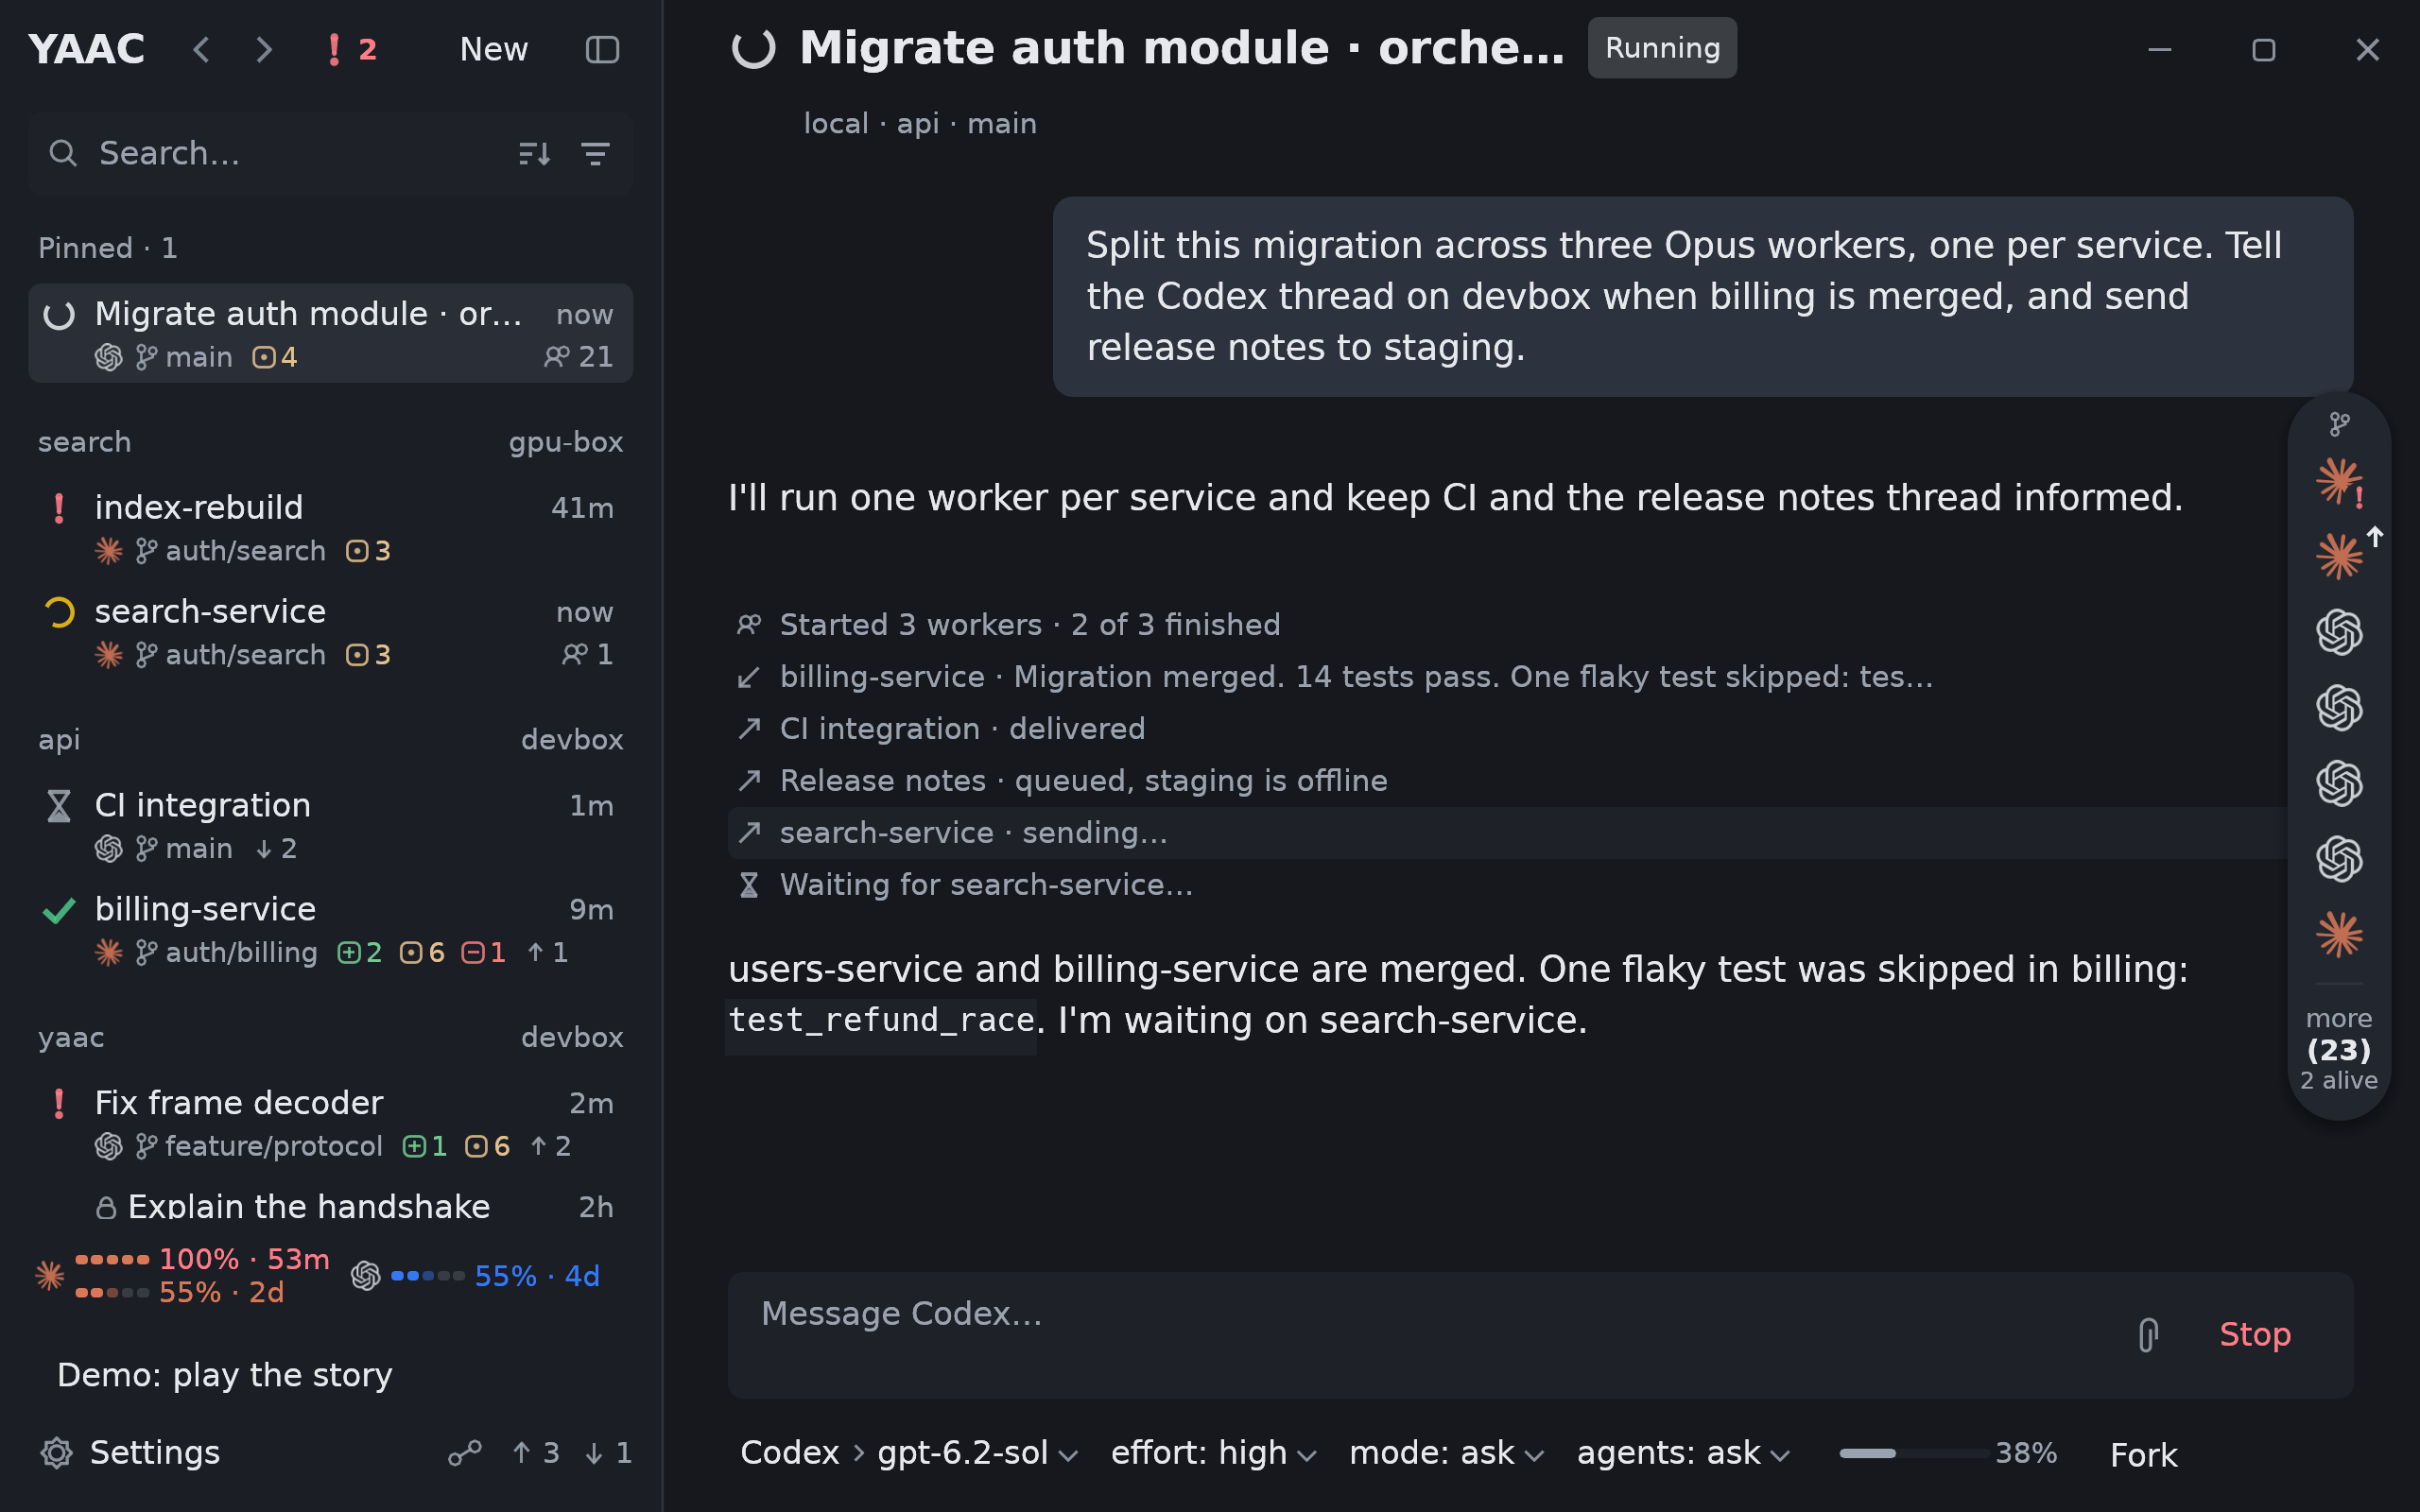 YAAC
2
New
Search...
Pinned · 1
Migrate auth module · or...
now
main
4
21
search
gpu-box
index-rebuild
41m
auth/search
3
search-service
now
auth/search
3
1
api
devbox
CI integration
1m
main
2
billing-service
9m
auth/billing
2
6
1
1
yaac
devbox
Fix frame decoder
2m
feature/protocol
1
6
2
Explain the handshake
2h
100% · 53m
55% · 2d
55% · 4d
Demo: play the story
Settings
3
1
Migrate auth module · orche...
Running
local · api · main
Split this migration across three Opus workers, one per service. Tell
the Codex thread on devbox when billing is merged, and send
release notes to staging.
I'll run one worker per service and keep CI and the release notes thread informed.
Started 3 workers · 2 of 3 finished
billing-service · Migration merged. 14 tests pass. One flaky test skipped: tes...
CI integration · delivered
Release notes · queued, staging is offline
search-service · sending...
Waiting for search-service...
users-service and billing-service are merged. One flaky test was skipped in billing:
test_refund_race. I'm waiting on search-service.
more
(23)
2 alive
Message Codex...
Stop
Codex > gpt-6.2-sol
effort: high
mode: ask
agents: ask
38%
Fork